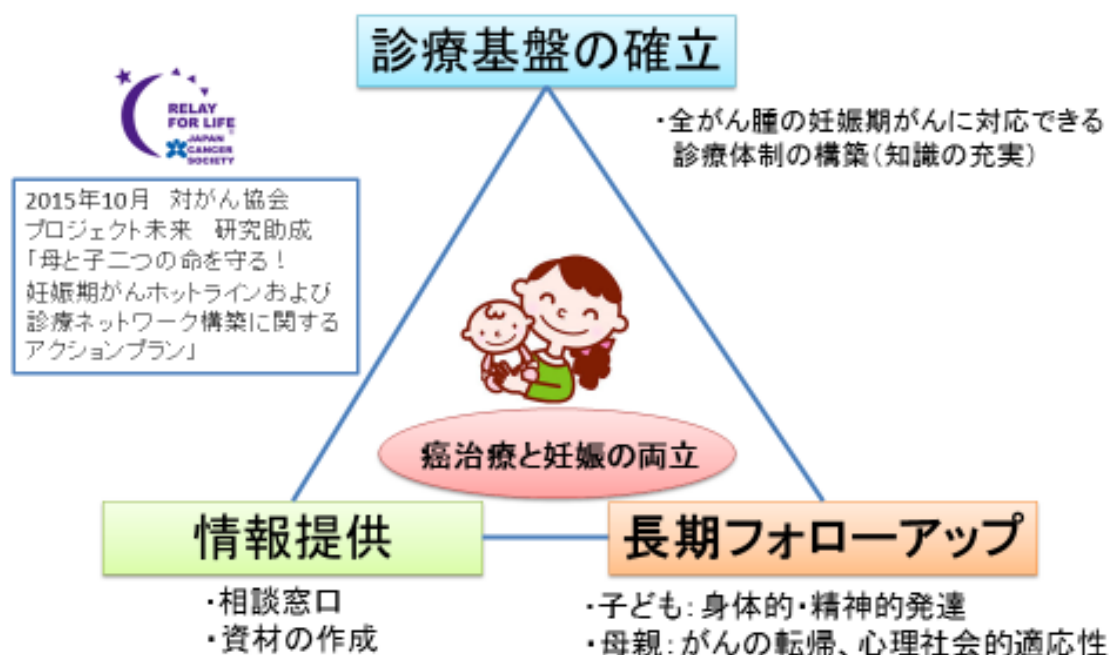 診療基盤の確立
RELAY
FOR LIFE
JAPAN
CANCER
SOCIETY
・全がん腫の妊娠期がんに対応できる
診療体制の構築(知識の充実)
2015年10月 対がん協会
プロジェクト未来 研究助成
「母と子二つの命を守る！
妊娠期がんホットラインおよび
診療ネットワーク構築に関する
アクションプラン」
癌治療と妊娠の両立
情報提供
・相談窓口
・資材の作成
長期フォローアップ
・子ども：身体的・精神的発達
・母親：がんの転帰、心理社会的適応性